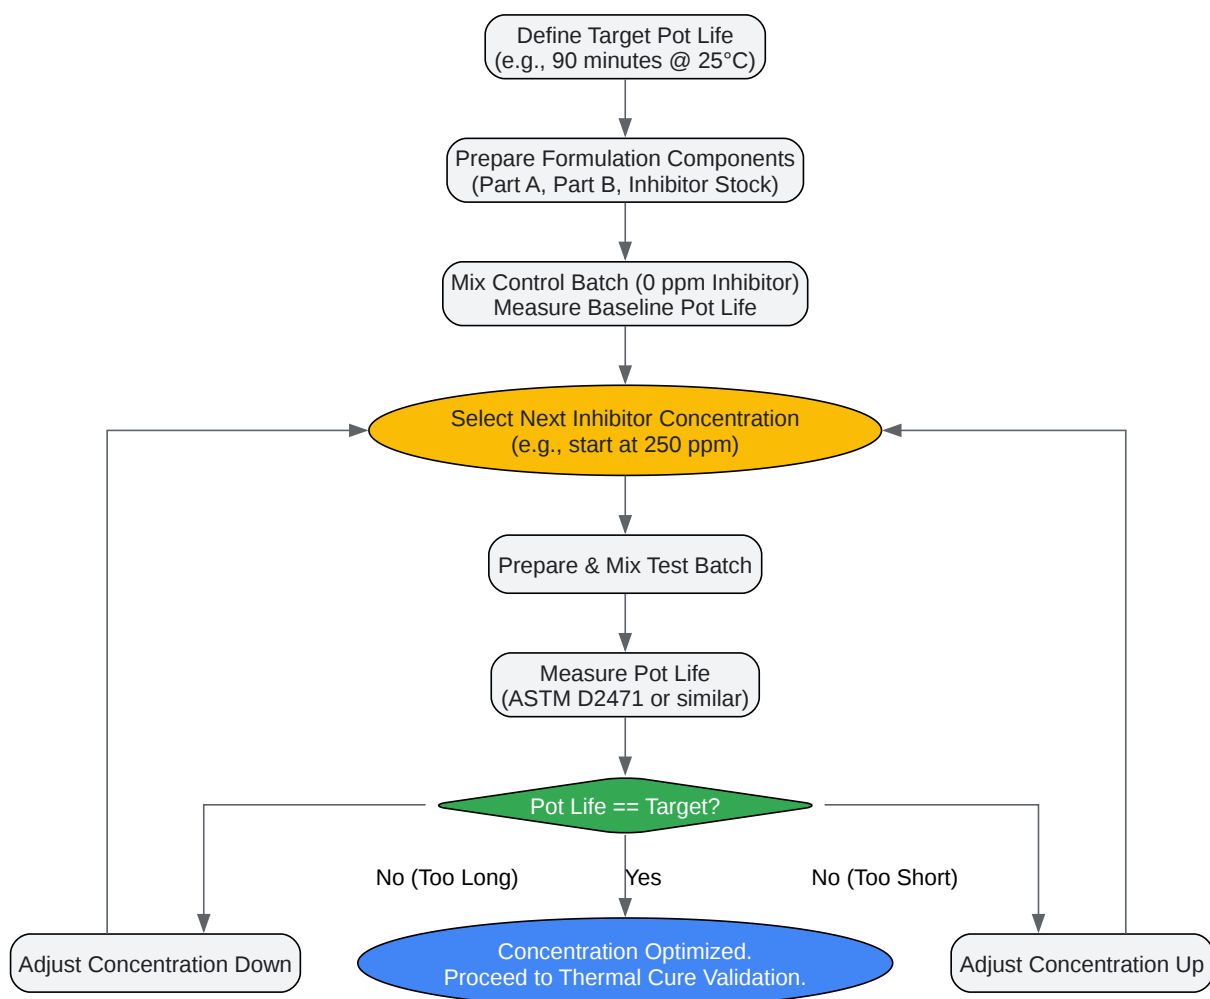 Define Target Pot Life
(e.g., 90 minutes @ 25°C)
Prepare Formulation Components
(Part A, Part B, Inhibitor Stock)
Mix Control Batch (0 ppm Inhibitor)
Measure Baseline Pot Life
Select Next Inhibitor Concentration
(e.g., start at 250 ppm)
Prepare & Mix Test Batch
Measure Pot Life
(ASTM D2471 or similar)
Pot Life == Target?
No (Too Long)
Yes
No (Too Short)
Adjust Concentration Down
Concentration Optimized.
Proceed to Thermal Cure Validation.
Adjust Concentration Up